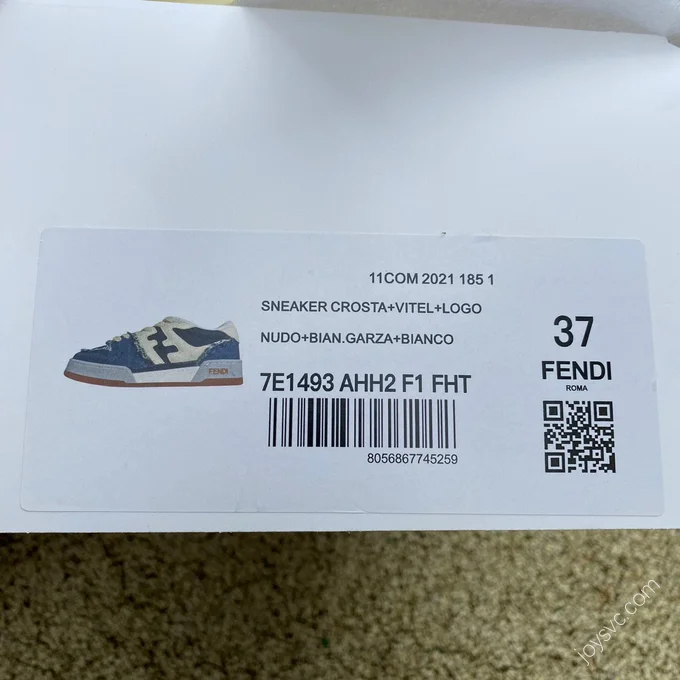 11COM 2021 185 1
SNEAKER CROSTA+VITEL+LOGO
NUDO+BIAN.GARZA+BIANCO
7E1493 AHH2 F1 FHT
8056867745259
37
FENDI
ROMA
FENDI
joysvc.com